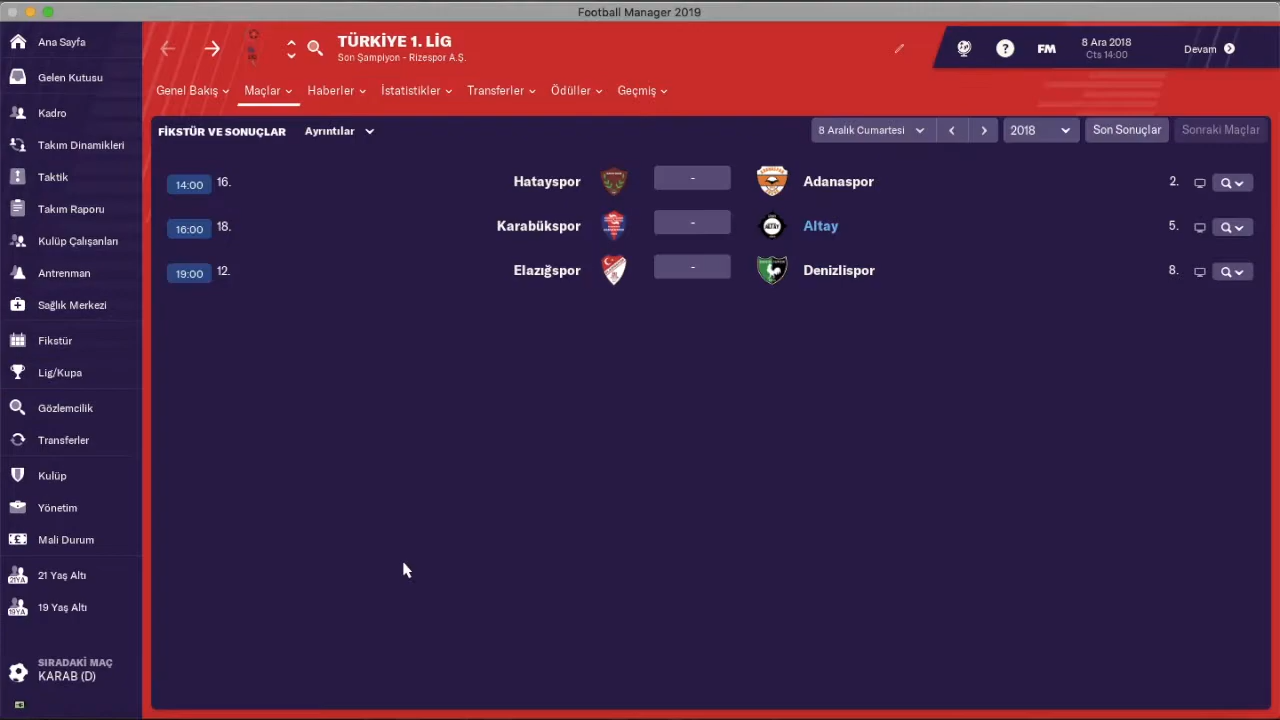 Football Manager 2019
Ana Sayfa
Gelen Kutusu
Kadro
Takım Dinamikleri
Taktik
Takım Raporu
Kulüp Çalışanları
Antrenman
Sağlık Merkezi
Fikstür
Lig/Kupa
Gözlemcilik
Transferler
Kulüp
Yönetim
Mali Durum
21YA 21 Yaş Altı
19YA 19 Yaş Altı
SIRADAKİ MAÇ
KARAB (D)
TÜRKİYE 1. LİG
Son Şampiyon - Rizespor A.Ş.
FM
8 Ara 2018
Cts 14:00
Devam
Genel Bakış Maçlar Haberler İstatistikler Transferler Ödüller Geçmiş
FİKSTÜR VE SONUÇLAR Ayrıntılar 8 Aralık Cumartesi 2018 Son Sonuçlar Sonraki Maçlar
14:00 16. Hatayspor - Adanaspor 2.
16:00 18. Karabükspor - Altay 5.
19:00 12. Elazığspor - Denizlispor 8.